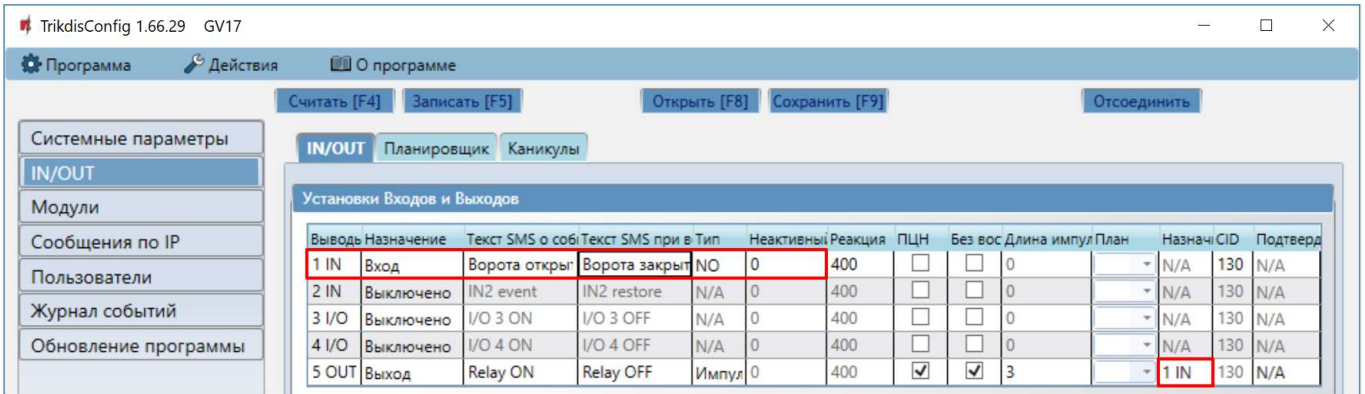 TrikdisConfig 1.66.29 GV17
Программа Действия О программе
Считать [F4] Записать [F5] Открыть [F8] Сохранить [F9] Отсоединить
Системные параметры
IN/OUT
Модули
Сообщения по IP
Пользователи
Журнал событий
Обновление программы
IN/OUT Планировщик Каникулы
Установки Входов и Выходов
Выводь Назначение Текст SMS о собі Текст SMS при в Тип Неактивныі Реакция ПЦН Без вос Длина импул План Назначі CID Подтверд
1 IN Вход Ворота откры Ворота закрыт NO 0 400 0 N/A 130 N/A
2 IN Выключено IN2 event IN2 restore N/A 0 400 0 N/A 130 N/A
3 I/O Выключено I/O 3 ON I/O 3 OFF N/A 0 400 0 N/A 130 N/A
4 I/O Выключено I/O 4 ON I/O 4 OFF N/A 0 400 0 N/A 130 N/A
5 OUT Выход Relay ON Relay OFF Импул 0 400 3 1 IN 130 N/A